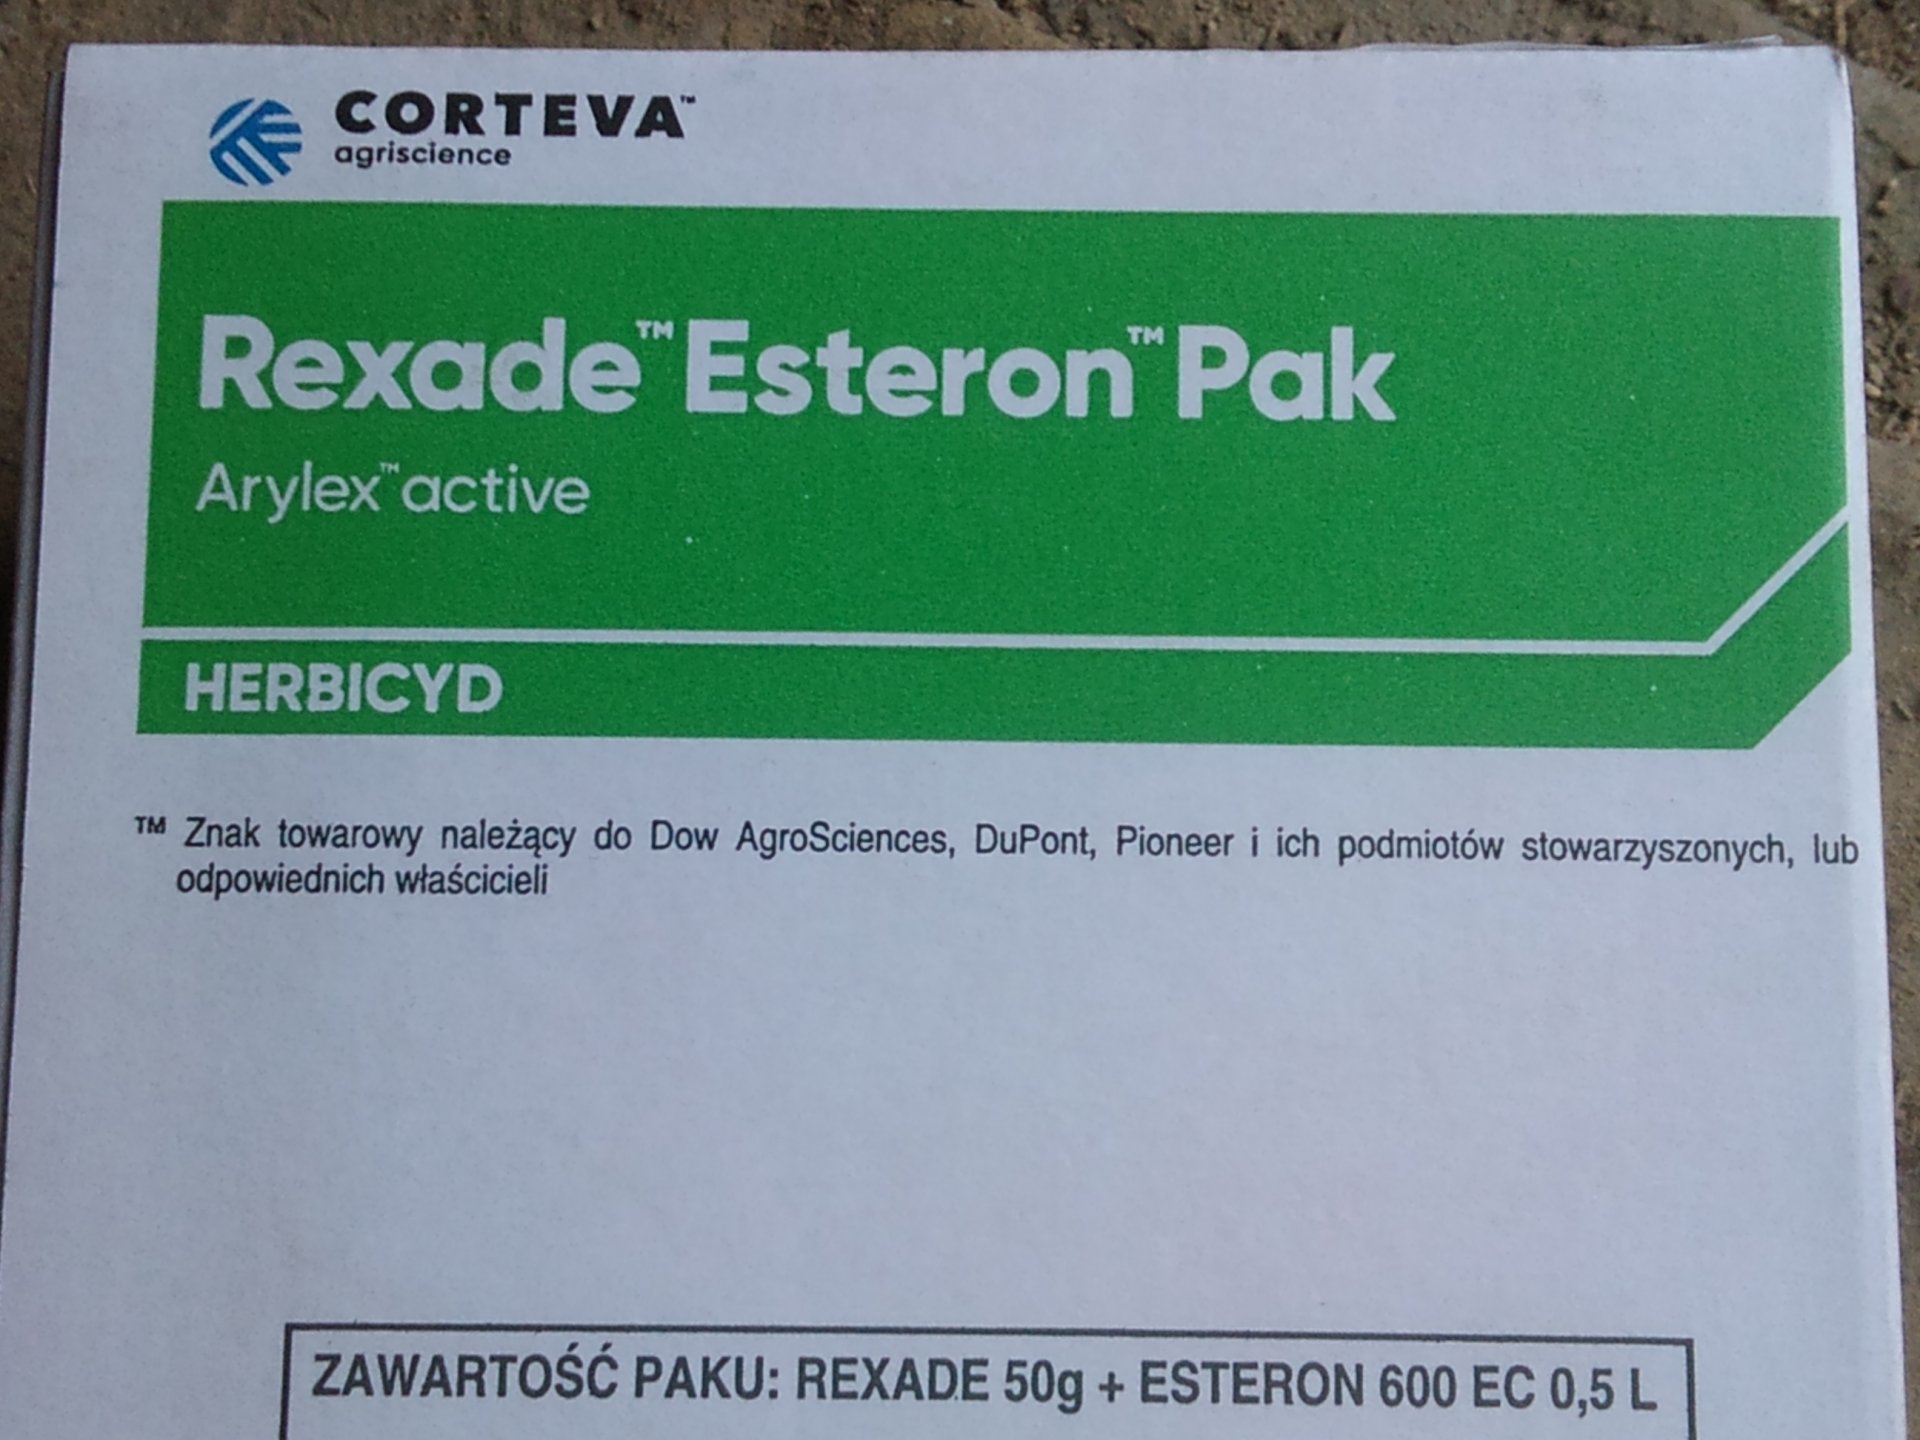 CORTEVA™
agriscience
Rexade™ Esteron™ Pak
Arylex™ active
HERBICYD
™ Znak towarowy należący do Dow AgroSciences, DuPont, Pioneer i ich podmiotów stowarzyszonych, lub
odpowiednich właścicieli
ZAWARTOŚĆ PAKU: REXADE 50g + ESTERON 600 EC 0,5 L